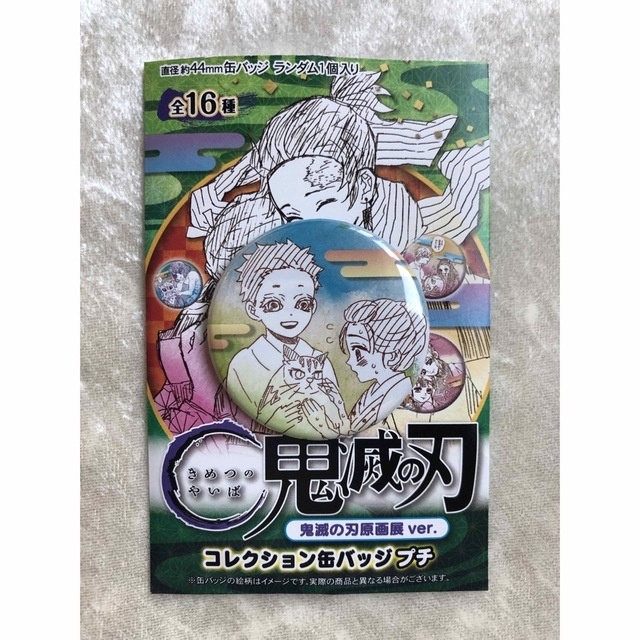 直径約44mm缶バッジ ランダム1個入り
全16種
きめつの
やいば
鬼滅の刃
鬼滅の刃原画展 ver.
コレクション缶バッジ プチ
※缶バッジの絵柄はイメージです。実際の商品と異なる場合がございます。